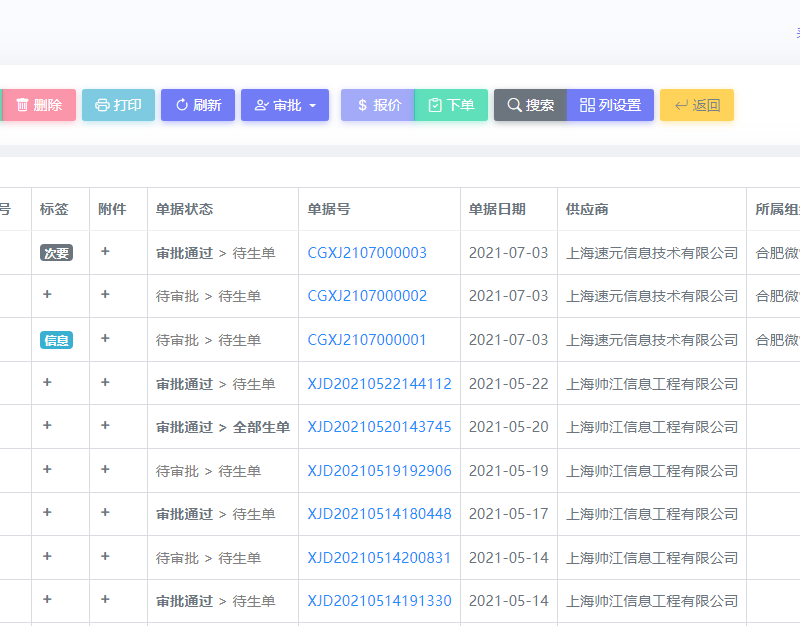 删除 打印 刷新 审批 $ 报价 下单 搜索 列设置 返回
号 标签 附件 单据状态 单据号 单据日期 供应商 所属组
次要 + 审批通过 > 待生单 CGXJ2107000003 2021-07-03 上海速元信息技术有限公司 合肥微
+ + 待审批 > 待生单 CGXJ2107000002 2021-07-03 上海速元信息技术有限公司 合肥微
信息 + 待审批 > 待生单 CGXJ2107000001 2021-07-03 上海速元信息技术有限公司 合肥微
+ + 审批通过 > 待生单 XJD20210522144112 2021-05-22 上海帅江信息工程有限公司
+ + 审批通过 > 全部生单 XJD20210520143745 2021-05-20 上海帅江信息工程有限公司
+ + 待审批 > 待生单 XJD20210519192906 2021-05-19 上海帅江信息工程有限公司
+ + 审批通过 > 待生单 XJD20210514180448 2021-05-17 上海帅江信息工程有限公司
+ + 待审批 > 待生单 XJD20210514200831 2021-05-14 上海帅江信息工程有限公司
+ + 审批通过 > 待生单 XJD20210514191330 2021-05-14 上海帅江信息工程有限公司